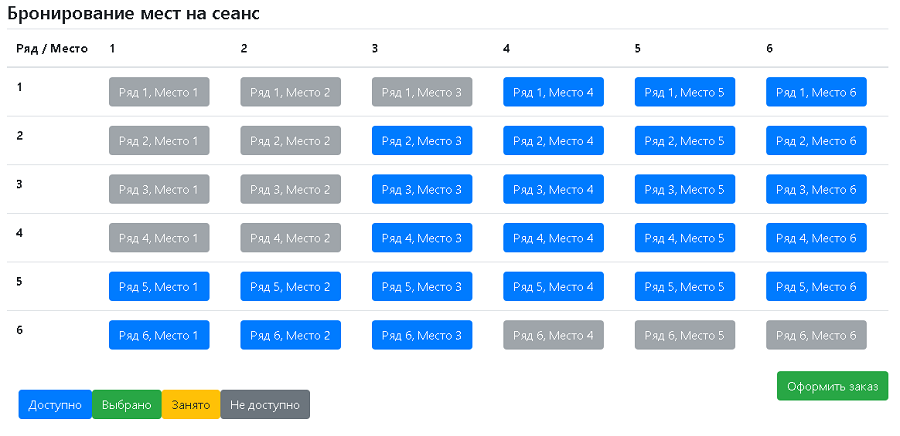 Бронирование мест на сеанс
Ряд / Место 1 2 3 4 5 6
1 Ряд 1, Место 1 Ряд 1, Место 2 Ряд 1, Место 3 Ряд 1, Место 4 Ряд 1, Место 5 Ряд 1, Место 6
2 Ряд 2, Место 1 Ряд 2, Место 2 Ряд 2, Место 3 Ряд 2, Место 4 Ряд 2, Место 5 Ряд 2, Место 6
3 Ряд 3, Место 1 Ряд 3, Место 2 Ряд 3, Место 3 Ряд 3, Место 4 Ряд 3, Место 5 Ряд 3, Место 6
4 Ряд 4, Место 1 Ряд 4, Место 2 Ряд 4, Место 3 Ряд 4, Место 4 Ряд 4, Место 5 Ряд 4, Место 6
5 Ряд 5, Место 1 Ряд 5, Место 2 Ряд 5, Место 3 Ряд 5, Место 4 Ряд 5, Место 5 Ряд 5, Место 6
6 Ряд 6, Место 1 Ряд 6, Место 2 Ряд 6, Место 3 Ряд 6, Место 4 Ряд 6, Место 5 Ряд 6, Место 6
Оформить заказ
Доступно Выбрано Занято Не доступно